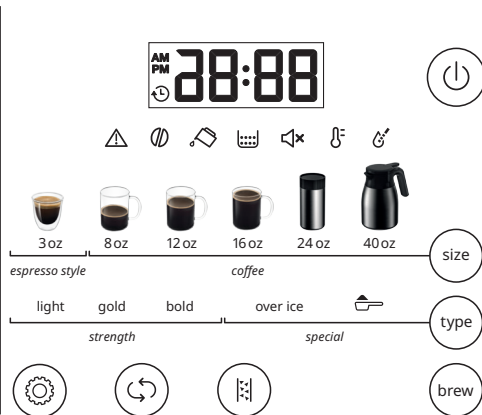 AM
PM
88:88
3 oz 8 oz 12 oz 16 oz 24 oz 40 oz
size
espresso style coffee
light gold bold over ice
type
strength special
brew